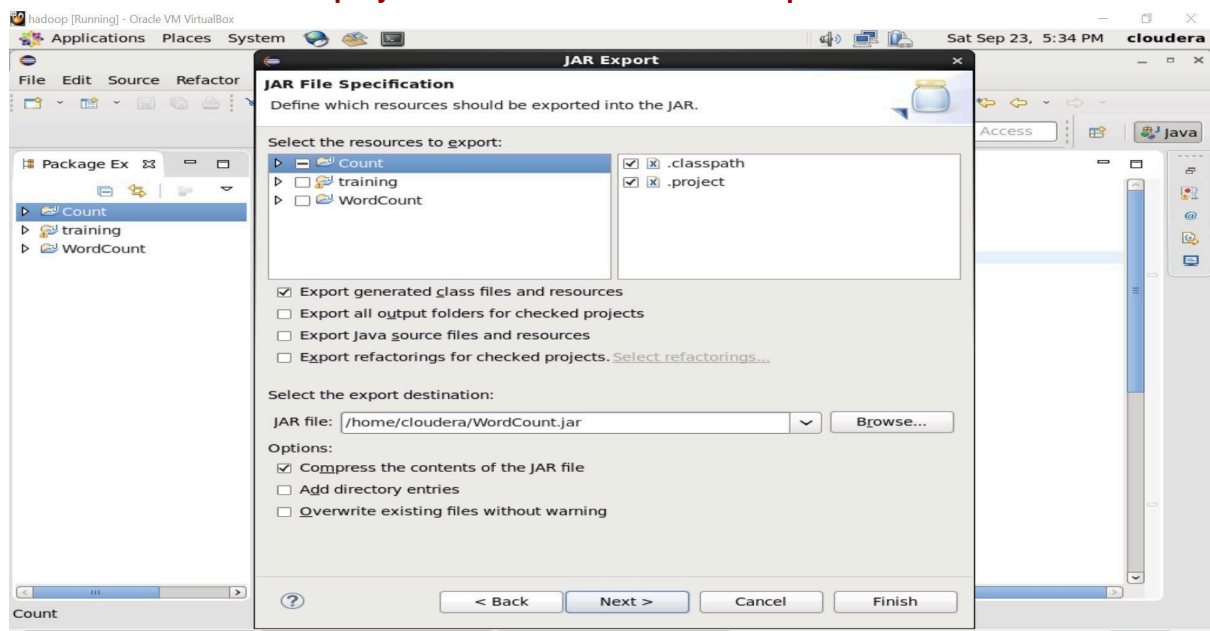 hadoop [Running] - Oracle VM VirtualBox
Applications Places System
Sat Sep 23, 5:34 PM cloudera
JAR Export
File Edit Source Refactor
JAR File Specification
Define which resources should be exported into the JAR.
Access
Java
Select the resources to export:
Package Ex
Count
training
WordCount
Count
training
WordCount
.classpath
.project
Export generated class files and resources
Export all output folders for checked projects
Export Java source files and resources
Export refactorings for checked projects. Select refactorings...
Select the export destination:
JAR file: /home/cloudera/WordCount.jar Browse...
Options:
Compress the contents of the JAR file
Add directory entries
Overwrite existing files without warning
< Back Next > Cancel Finish
Count